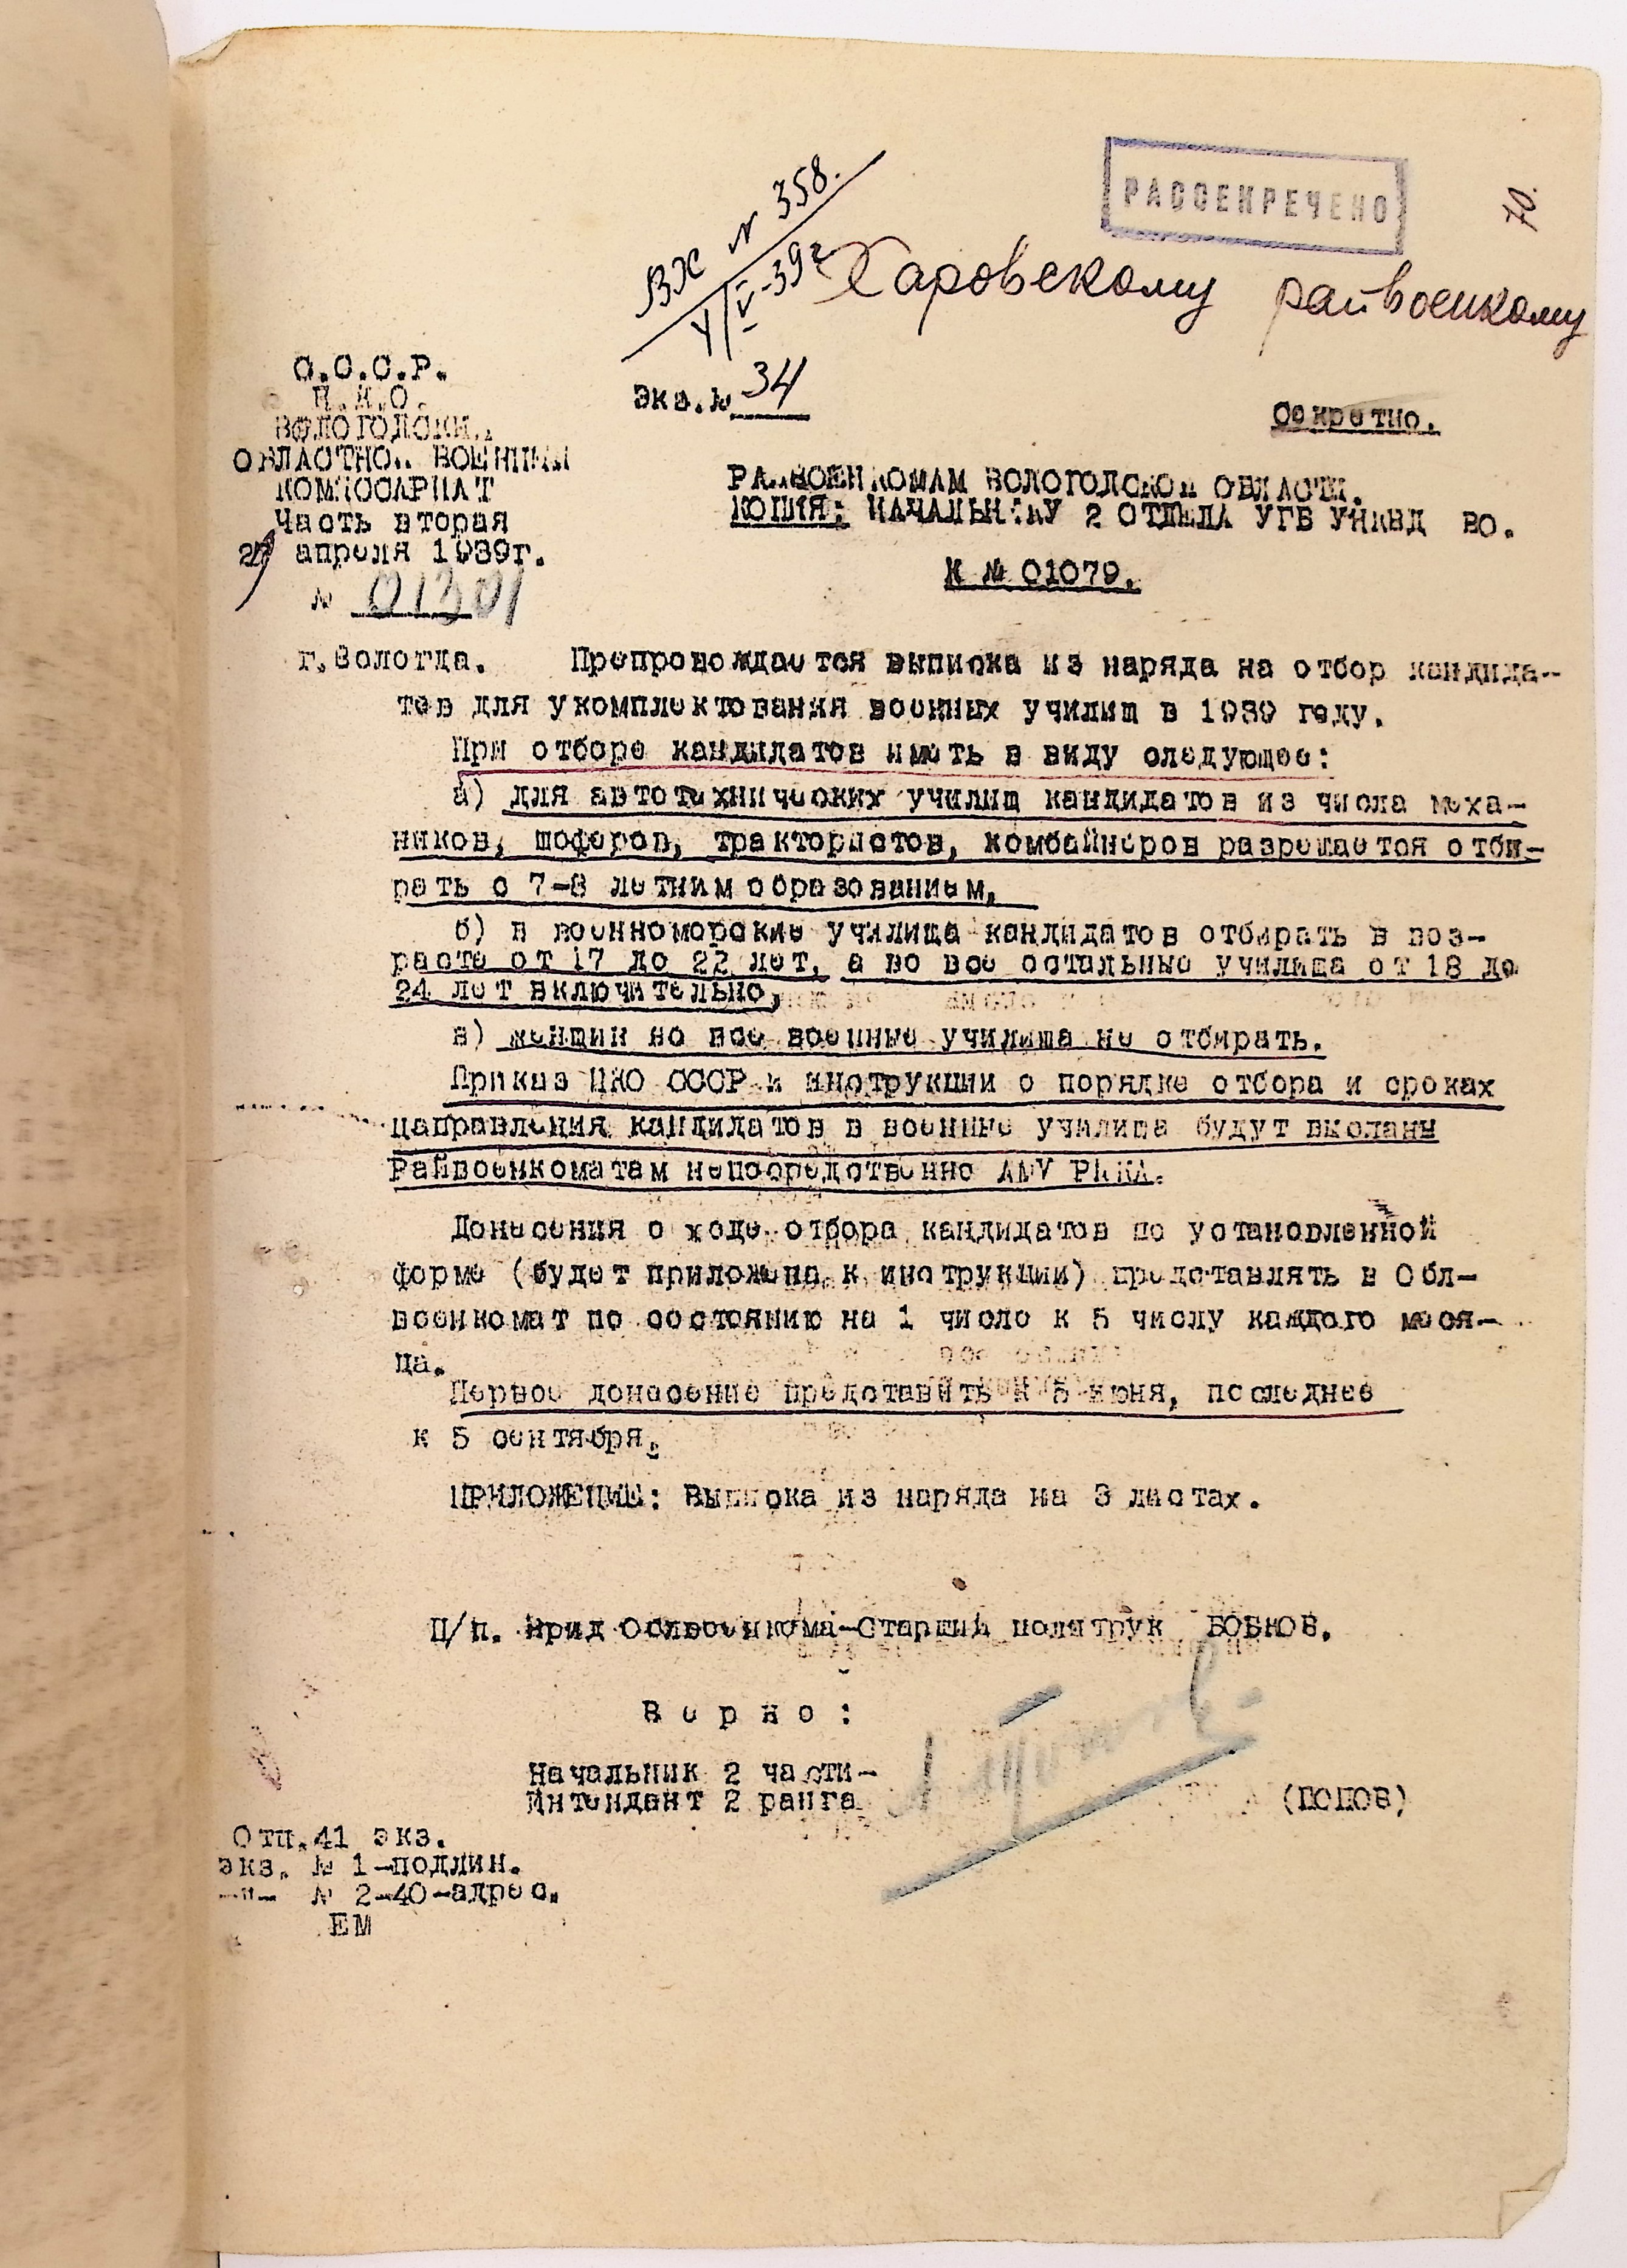 РАССЕКРЕЧЕНО
70.
Вх № 358.
39г
Харовскому райвоенкому
С.С.С.Р.
Н.К.О.
ВОЛОГОДСКИЙ
ОБЛАСТНОЙ ВОЕННЫЙ
КОМИССАРИАТ
Часть вторая
27 апреля 1939г.
№ 01301
г.Вологда.
Экз.№ 34
Секретно.
РАЙВОЕНКОМАМ ВОЛОГОДСКОЙ ОБЛАСТИ.
КОПИЯ: НАЧАЛЬНИКУ 2 ОТДЕЛА УГБ УНКВД ВО.
К № 01079.
Препровождается выписка из наряда на отбор кандида-
тов для укомплектования военных училищ в 1939 году.
При отборе кандидатов иметь в виду следующее:
а) для автотехнических училищ кандидатов из числа меха-
ников, шоферов, трактористов, комбайнеров разрешается отби-
рать с 7-8 летним образованием,
б) в военноморские училища кандидатов отбирать в воз-
расте от 17 до 22 лет, а во все остальные училища от 18 до
24 лет включительно,
в) женщин во все военные училища не отбирать.
Приказ НКО СССР и инструкции о порядке отбора и сроках
направления кандидатов в военные училища будут высланы
Райвоенкоматам непосредственно РККА.
Донесения о ходе отбора кандидатов по установленной
форме (будет приложена к инструкции) представлять в Обл-
военкомат по состоянию на 1 число к 5 числу каждого меся-
ца.
Первое донесение представить к 5 июня, последнее
к 5 сентября.
ПРИЛОЖЕНИЕ: Выписка из наряда на 3 листах.
П/п. Врид Облвоенкома-Старший политрук БОБКОВ.
Верно:
Начальник 2 части-
Интендант 2 ранга
(ПОПОВ)
Отп.41 экз.
экз. № 1-подлин.
-"- № 2-40-адрес.
ЕМ